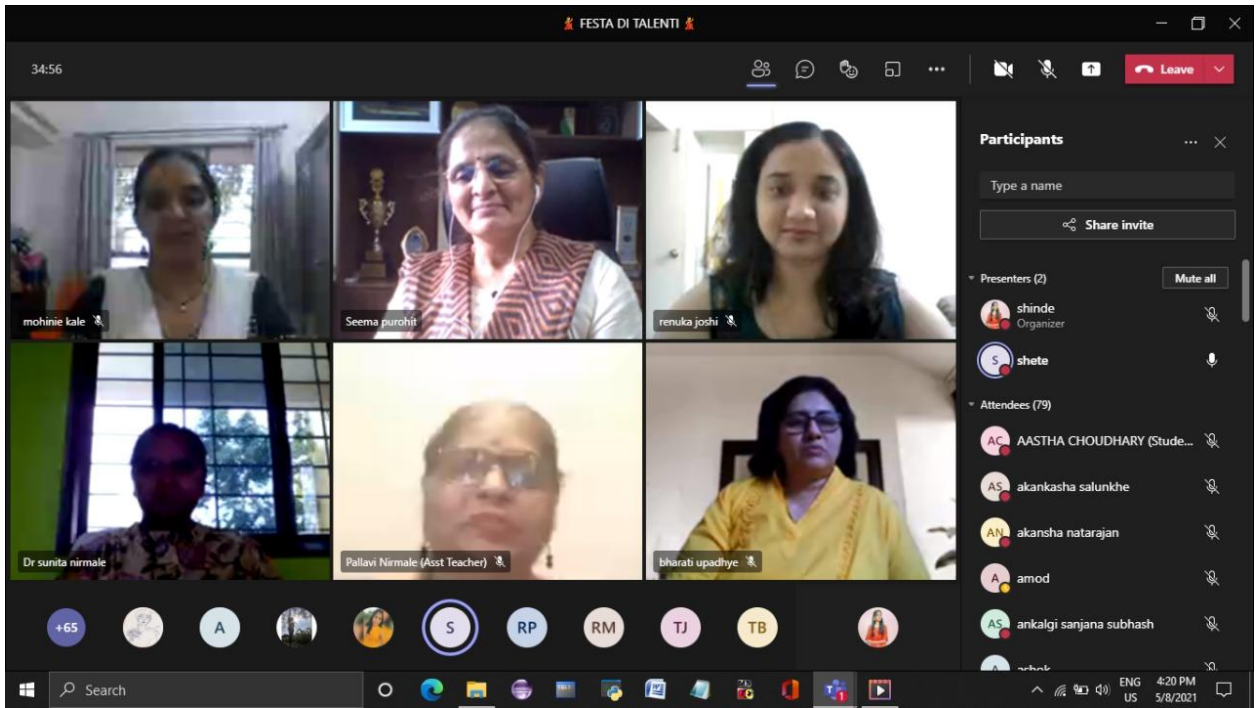 FESTA DI TALENTI
34:56
Leave
mohinie kale
Seema purohit
renuka joshi
Dr sunita nirmale
Pallavi Nirmale (Asst Teacher)
bharati upadhye
+65
A
S
RP
RM
TJ
TB
Participants
Type a name
Share invite
Presenters (2)
Mute all
shinde
Organizer
S
shete
Attendees (79)
AC
AASTHA CHOUDHARY (Stude...
AS
akankasha salunkhe
AN
akansha natarajan
A
amod
AS
ankalgi sanjana subhash
A
ashok
Search
ENG
US
4:20 PM
5/8/2021